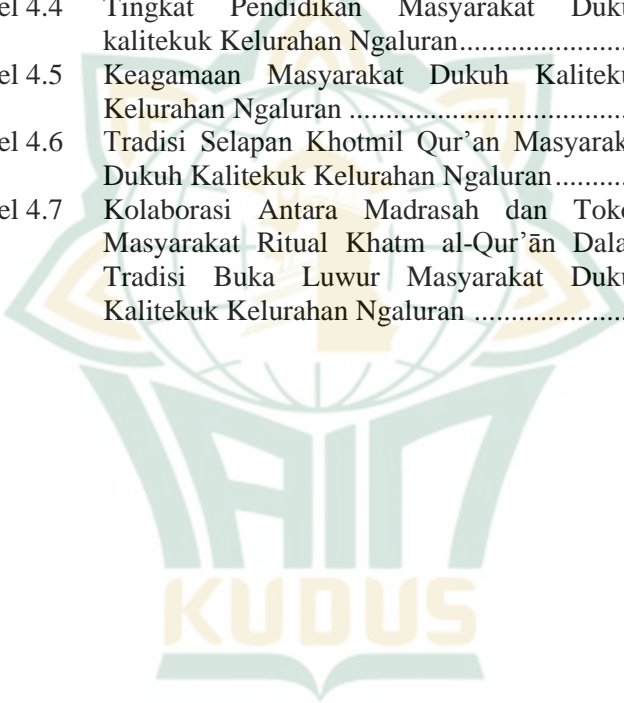 el 4.4 Tingkat Pendidikan Masyarakat Duku
kalitekuk Kelurahan Ngaluran......................
el 4.5 Keagamaan Masyarakat Dukuh Kaliteku
Kelurahan Ngaluran ........................................
el 4.6 Tradisi Selapan Khotmil Qur’an Masyarak
Dukuh Kalitekuk Kelurahan Ngaluran...........
el 4.7 Kolaborasi Antara Madrasah dan Toko
Masyarakat Ritual Khatm al-Qur’ān Dala
Tradisi Buka Luwur Masyarakat Duku
Kalitekuk Kelurahan Ngaluran ......................
IAIN
KUDUS